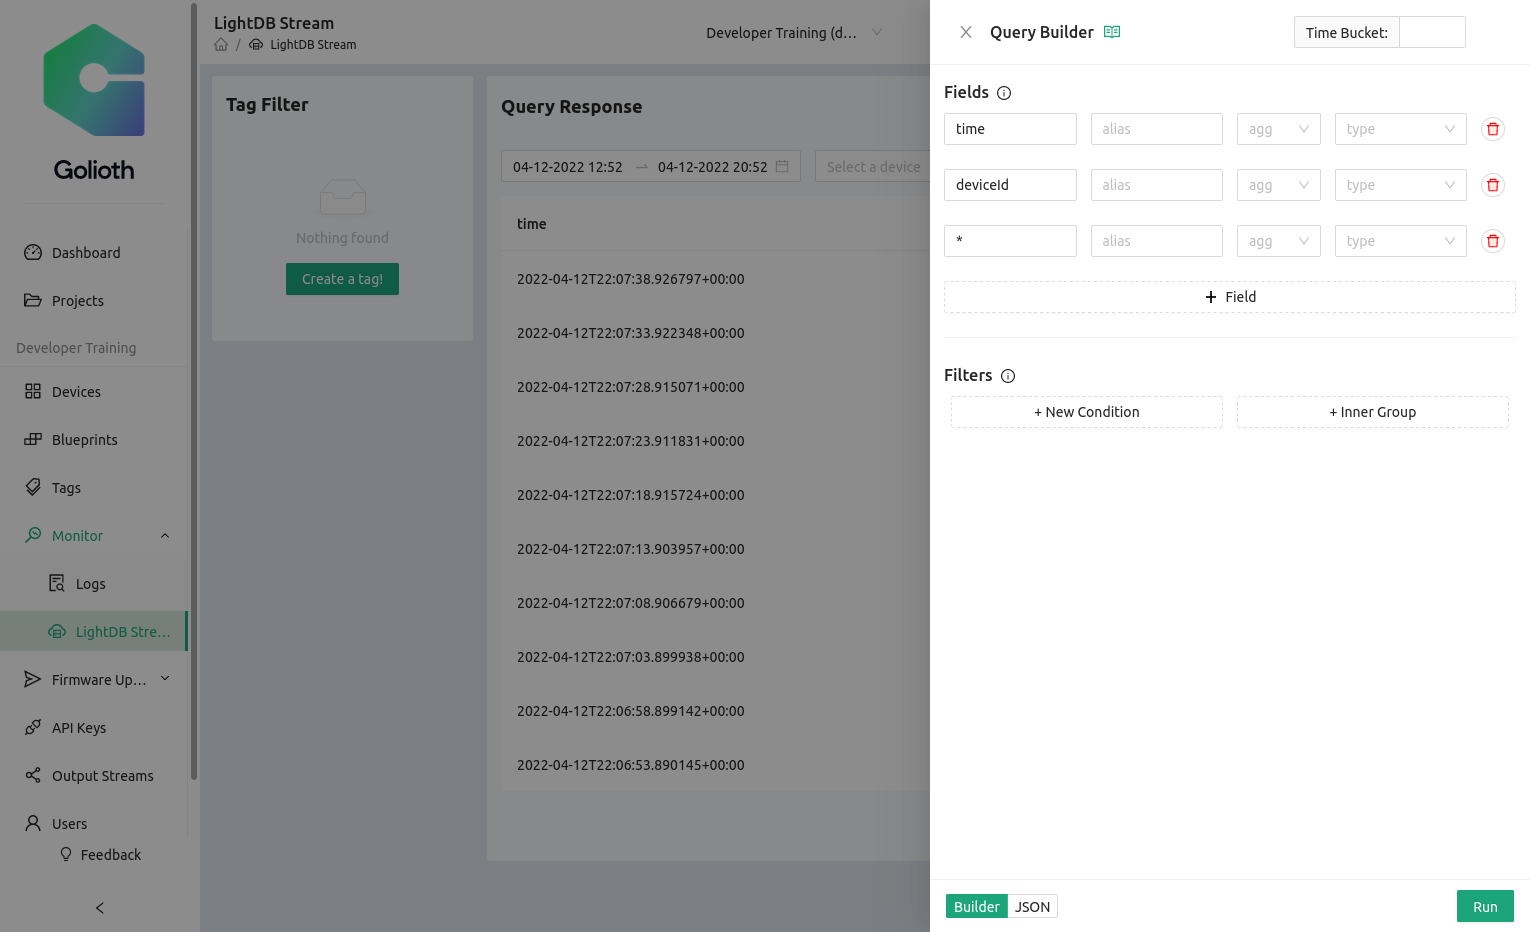 Golioth
Dashboard
Projects
Developer Training
Devices
Blueprints
Tags
Monitor
Logs
LightDB Stre...
Firmware Up...
API Keys
Output Streams
Users
Feedback
LightDB Stream
/ LightDB Stream
Developer Training (d...
Tag Filter
Nothing found
Create a tag!
Query Response
04-12-2022 12:52 → 04-12-2022 20:52
Select a device
time
2022-04-12T22:07:38.926797+00:00
2022-04-12T22:07:33.922348+00:00
2022-04-12T22:07:28.915071+00:00
2022-04-12T22:07:23.911831+00:00
2022-04-12T22:07:18.915724+00:00
2022-04-12T22:07:13.903957+00:00
2022-04-12T22:07:08.906679+00:00
2022-04-12T22:07:03.899938+00:00
2022-04-12T22:06:58.899142+00:00
2022-04-12T22:06:53.890145+00:00
Query Builder
Time Bucket:
Fields
time alias agg type
deviceId alias agg type
* alias agg type
+ Field
Filters
+ New Condition + Inner Group
Builder JSON
Run